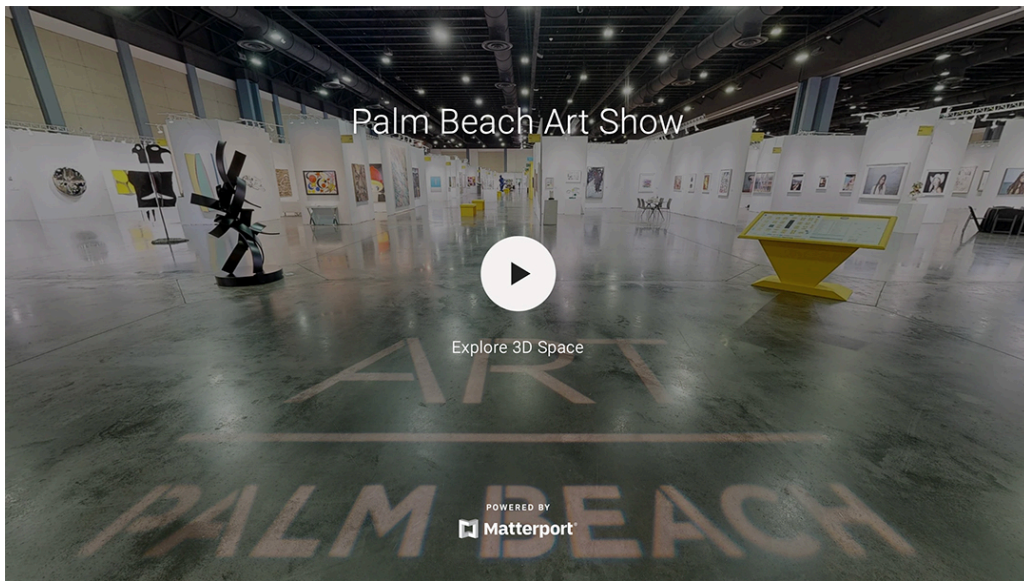 Palm Beach Art Show
Explore 3D Space
ART
PALM BEACH
POWERED BY
Matterport